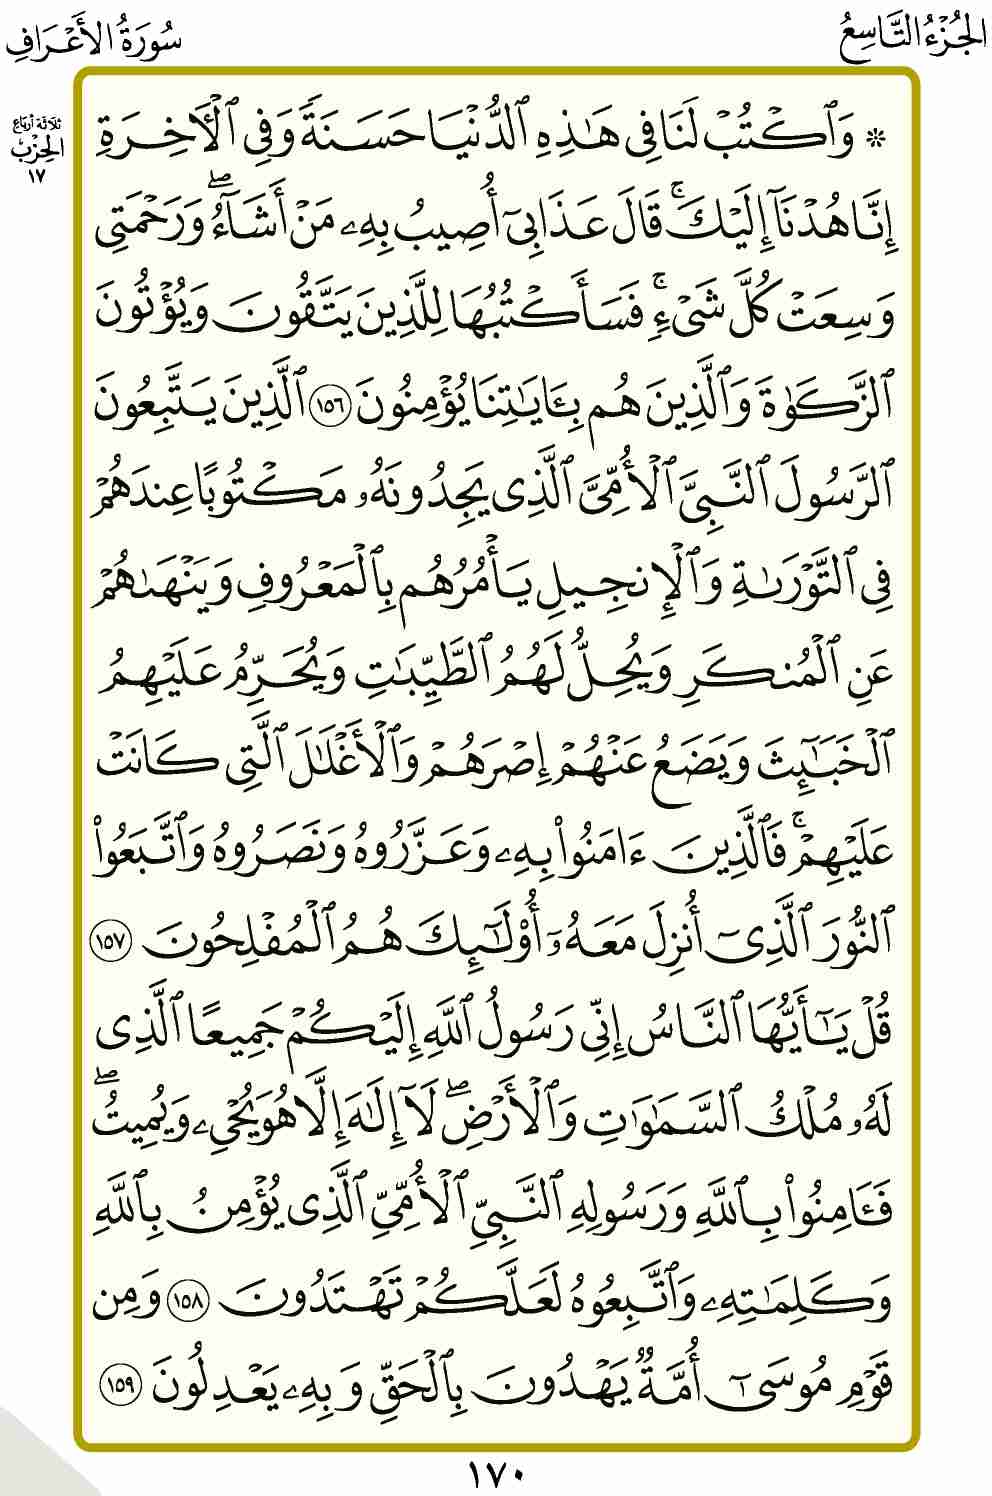 الجُزْءُ التَّاسِعُ
سُورَةُ الأَعْرَافِ
ثلاثة أرباع
الحِزْب
١٧
۞ وَٱكْتُبْ لَنَا فِى هَـٰذِهِ ٱلدُّنْيَا حَسَنَةً وَفِى ٱلْـَٔاخِرَةِ
إِنَّا هُدْنَآ إِلَيْكَ ۚ قَالَ عَذَابِىٓ أُصِيبُ بِهِۦ مَنْ أَشَآءُ ۖ وَرَحْمَتِى
وَسِعَتْ كُلَّ شَىْءٍ ۚ فَسَأَكْتُبُهَا لِلَّذِينَ يَتَّقُونَ وَيُؤْتُونَ
ٱلزَّكَوٰةَ وَٱلَّذِينَ هُم بِـَٔايَـٰتِنَا يُؤْمِنُونَ ١٥٦ ٱلَّذِينَ يَتَّبِعُونَ
ٱلرَّسُولَ ٱلنَّبِىَّ ٱلْأُمِّىَّ ٱلَّذِى يَجِدُونَهُۥ مَكْتُوبًا عِندَهُمْ
فِى ٱلتَّوْرَىٰةِ وَٱلْإِنجِيلِ يَأْمُرُهُم بِٱلْمَعْرُوفِ وَيَنْهَىٰهُمْ
عَنِ ٱلْمُنكَرِ وَيُحِلُّ لَهُمُ ٱلطَّيِّبَـٰتِ وَيُحَرِّمُ عَلَيْهِمُ
ٱلْخَبَـٰٓئِثَ وَيَضَعُ عَنْهُمْ إِصْرَهُمْ وَٱلْأَغْلَـٰلَ ٱلَّتِى كَانَتْ
عَلَيْهِمْ ۚ فَٱلَّذِينَ ءَامَنُوا۟ بِهِۦ وَعَزَّرُوهُ وَنَصَرُوهُ وَٱتَّبَعُوا۟
ٱلنُّورَ ٱلَّذِىٓ أُنزِلَ مَعَهُۥٓ أُو۟لَـٰٓئِكَ هُمُ ٱلْمُفْلِحُونَ ١٥٧
قُلْ يَـٰٓأَيُّهَا ٱلنَّاسُ إِنِّى رَسُولُ ٱللَّهِ إِلَيْكُمْ جَمِيعًا ٱلَّذِى
لَهُۥ مُلْكُ ٱلسَّمَـٰوَٰتِ وَٱلْأَرْضِ ۖ لَآ إِلَـٰهَ إِلَّا هُوَ يُحْىِۦ وَيُمِيتُ ۖ
فَـَٔامِنُوا۟ بِٱللَّهِ وَرَسُولِهِ ٱلنَّبِىِّ ٱلْأُمِّىِّ ٱلَّذِى يُؤْمِنُ بِٱللَّهِ
وَكَلِمَـٰتِهِۦ وَٱتَّبِعُوهُ لَعَلَّكُمْ تَهْتَدُونَ ١٥٨ وَمِن
قَوْمِ مُوسَىٰٓ أُمَّةٌ يَهْدُونَ بِٱلْحَقِّ وَبِهِۦ يَعْدِلُونَ ١٥٩
١٧٠